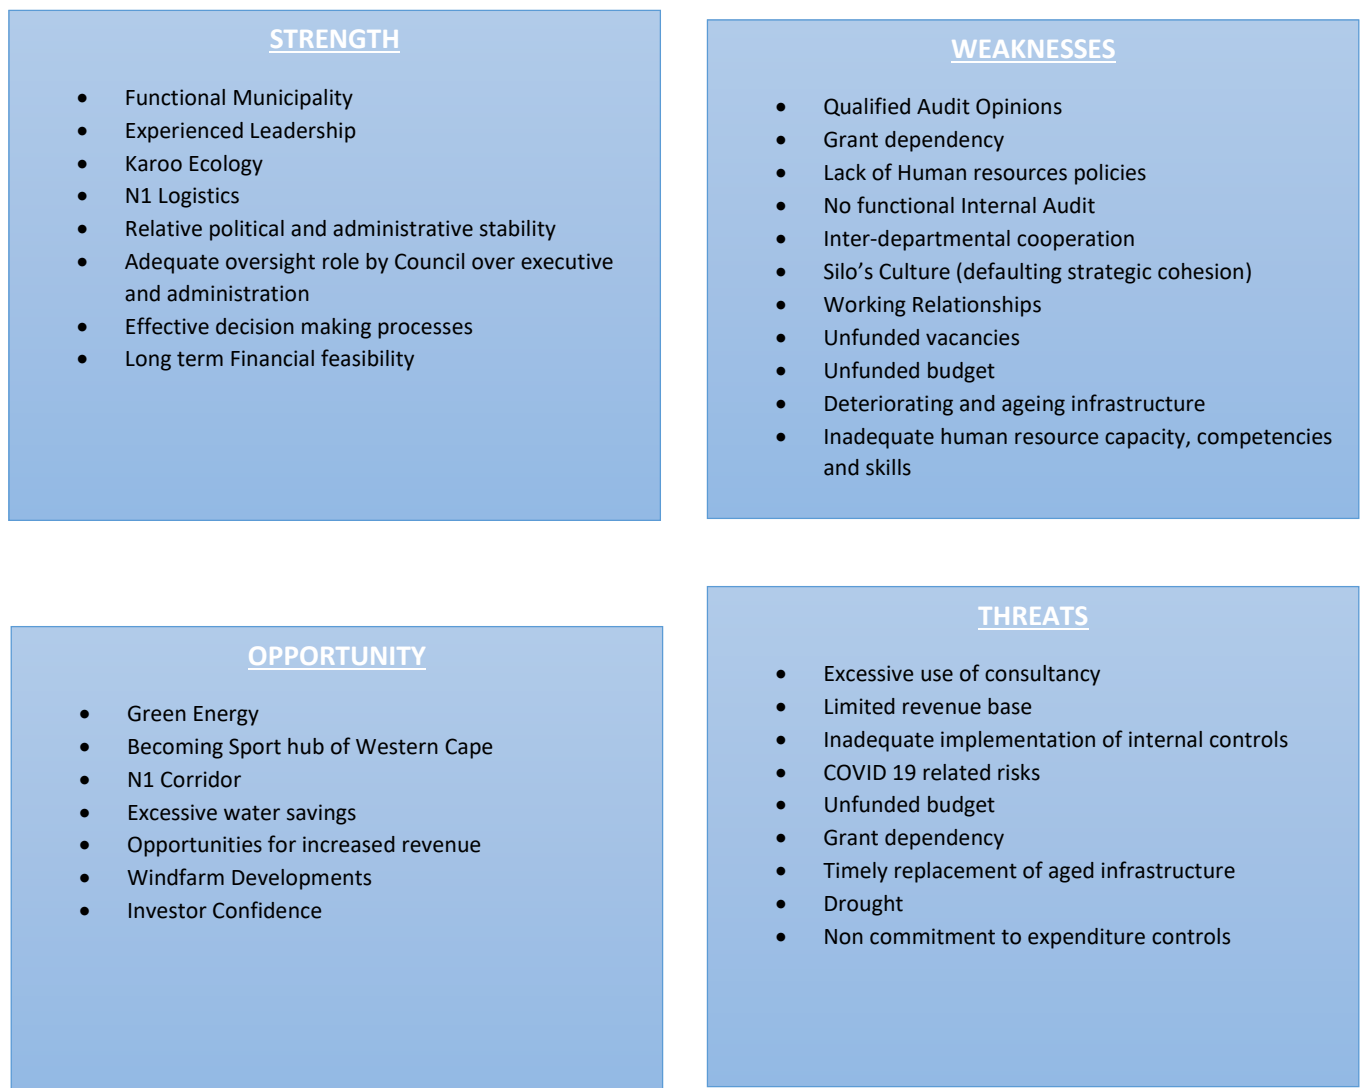 STRENGTH
• Functional Municipality
• Experienced Leadership
• Karoo Ecology
• N1 Logistics
• Relative political and administrative stability
• Adequate oversight role by Council over executive
and administration
• Effective decision making processes
• Long term Financial feasibility
WEAKNESSES
• Qualified Audit Opinions
• Grant dependency
• Lack of Human resources policies
• No functional Internal Audit
• Inter-departmental cooperation
• Silo’s Culture (defaulting strategic cohesion)
• Working Relationships
• Unfunded vacancies
• Unfunded budget
• Deteriorating and ageing infrastructure
• Inadequate human resource capacity, competencies
and skills
OPPORTUNITY
• Green Energy
• Becoming Sport hub of Western Cape
• N1 Corridor
• Excessive water savings
• Opportunities for increased revenue
• Windfarm Developments
• Investor Confidence
THREATS
• Excessive use of consultancy
• Limited revenue base
• Inadequate implementation of internal controls
• COVID 19 related risks
• Unfunded budget
• Grant dependency
• Timely replacement of aged infrastructure
• Drought
• Non commitment to expenditure controls